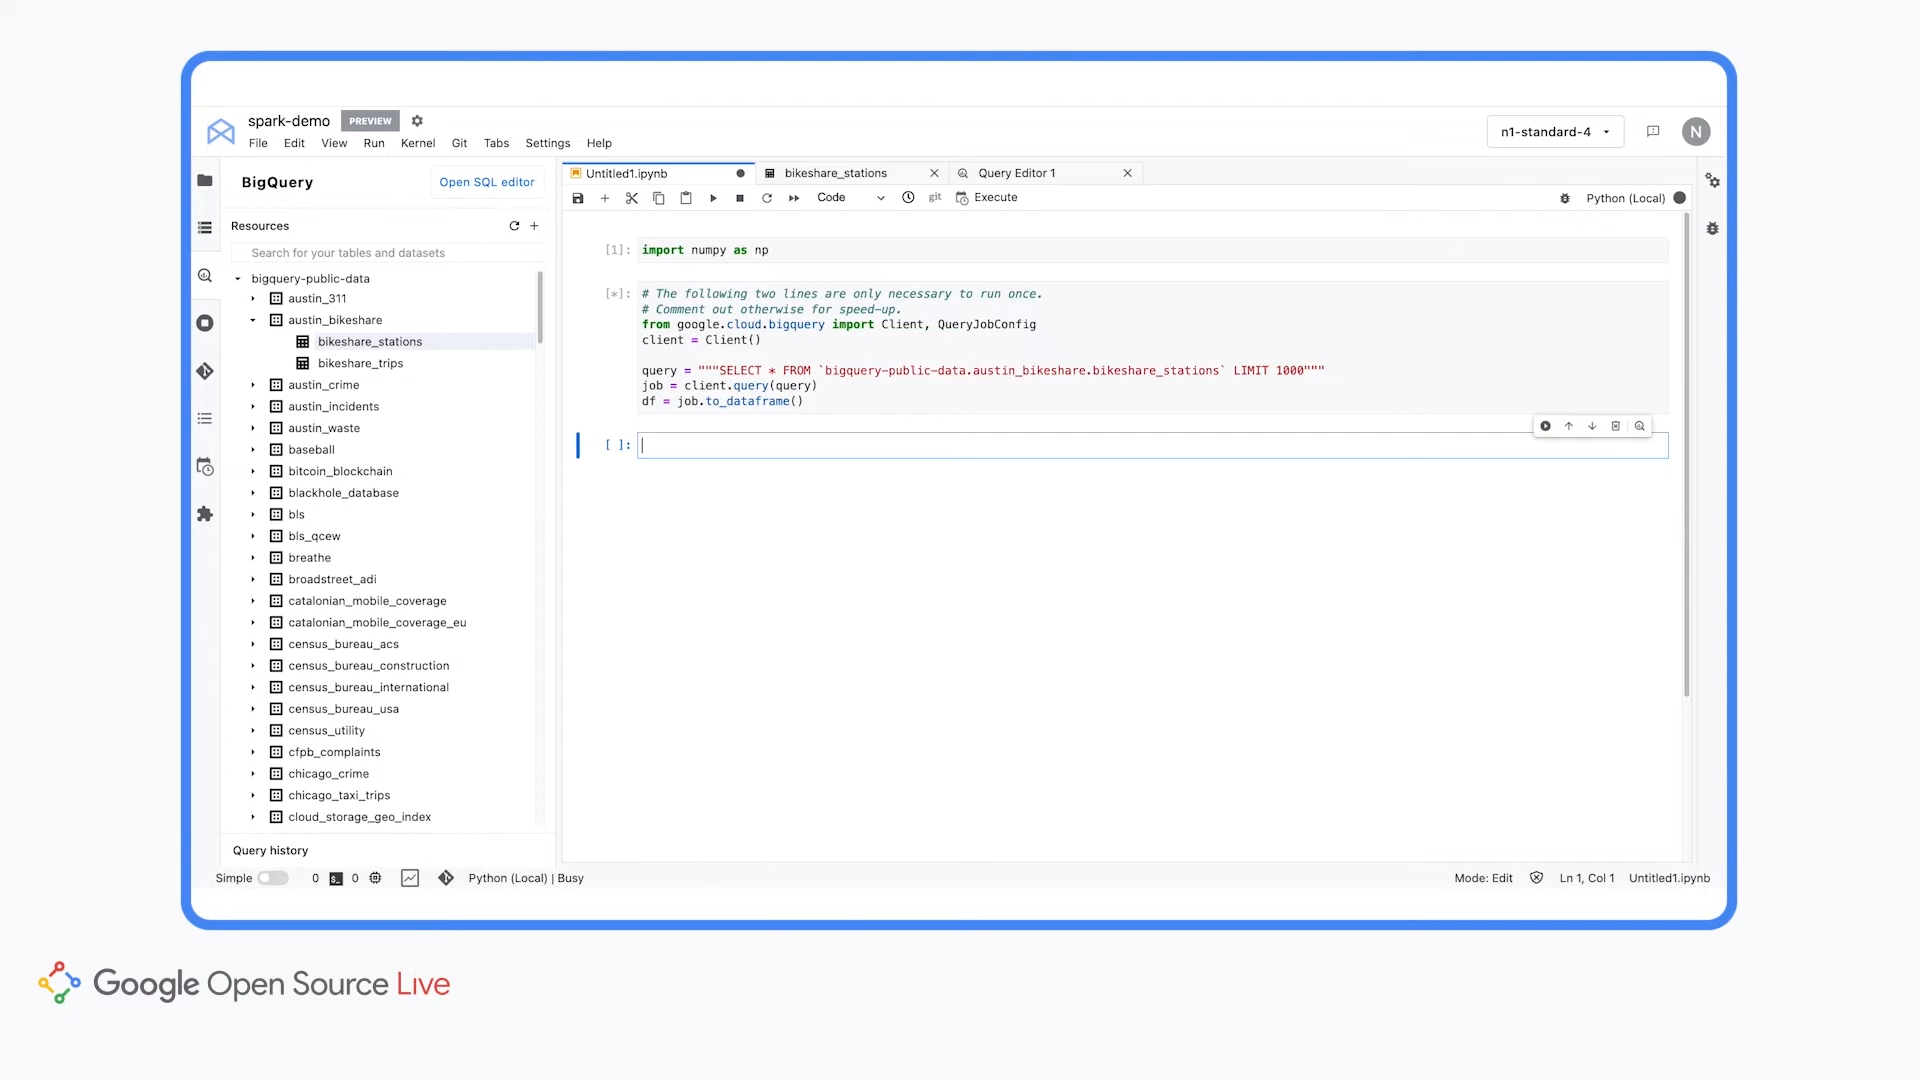 spark-demo PREVIEW
File Edit View Run Kernel Git Tabs Settings Help
n1-standard-4
N
BigQuery
Open SQL editor
Resources
Search for your tables and datasets
bigquery-public-data
austin_311
austin_bikeshare
bikeshare_stations
bikeshare_trips
austin_crime
austin_incidents
austin_waste
baseball
bitcoin_blockchain
blackhole_database
bls
bls_qcew
breathe
broadstreet_adi
catalonian_mobile_coverage
catalonian_mobile_coverage_eu
census_bureau_acs
census_bureau_construction
census_bureau_international
census_bureau_usa
census_utility
cfpb_complaints
chicago_crime
chicago_taxi_trips
cloud_storage_geo_index
Query history
Untitled1.ipynb bikeshare_stations Query Editor 1
Code git Execute Python (Local)
[1]: import numpy as np
[*]: # The following two lines are only necessary to run once.
# Comment out otherwise for speed-up.
from google.cloud.bigquery import Client, QueryJobConfig
client = Client()
query = """SELECT * FROM `bigquery-public-data.austin_bikeshare.bikeshare_stations` LIMIT 1000"""
job = client.query(query)
df = job.to_dataframe()
[ ]:
Simple 0 0 Python (Local) | Busy Mode: Edit Ln 1, Col 1 Untitled1.ipynb
Google Open Source Live